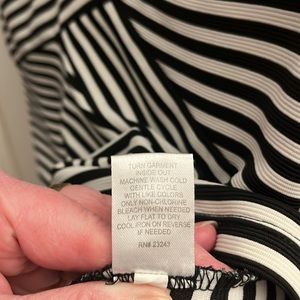 TURN GARMENT
INSIDE OUT
MACHINE WASH COLD
GENTLE CYCLE
WITH LIKE COLORS
ONLY NON-CHLORINE
BLEACH WHEN NEEDED
LAY FLAT TO DRY
COOL IRON ON REVERSE
IF NEEDED
RN# 23243